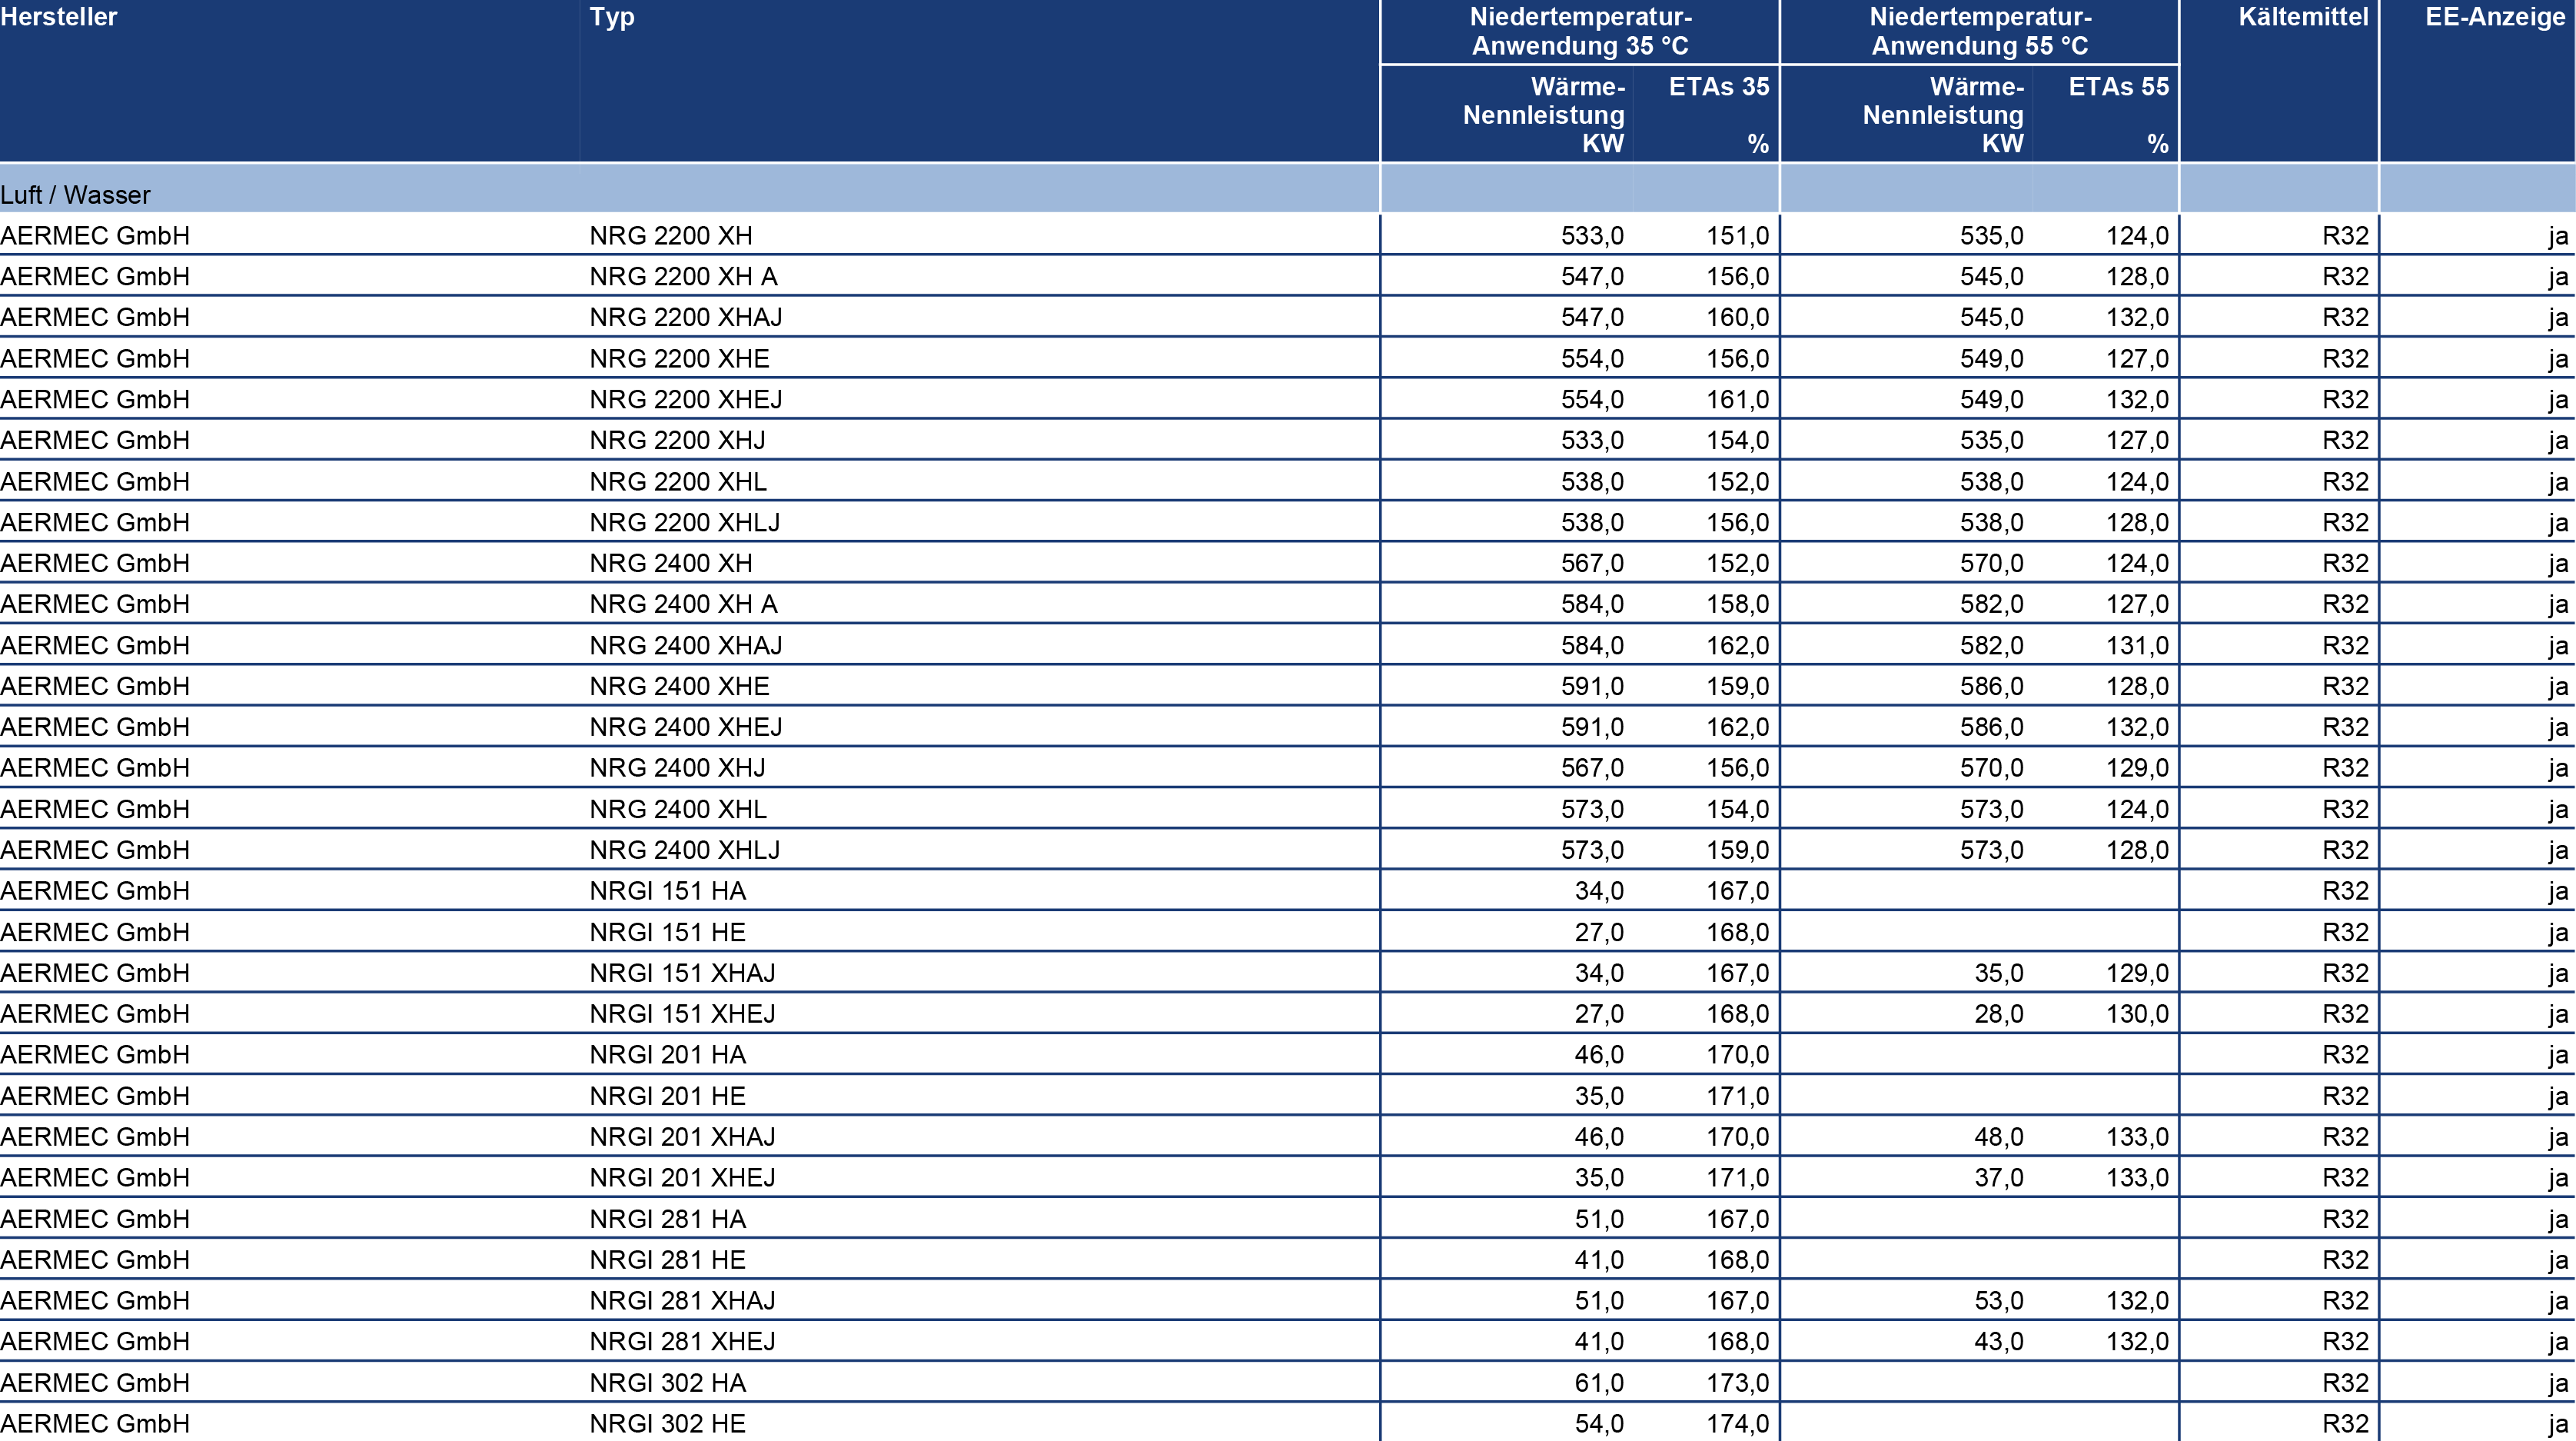 Hersteller Typ Niedertemperatur- Niedertemperatur- Kältemittel EE-Anzeige
Anwendung 35 °C Anwendung 55 °C
Wärme- ETAs 35 Wärme- ETAs 55
Nennleistung Nennleistung
KW % KW %
Luft / Wasser
AERMEC GmbH NRG 2200 XH 533,0 151,0 535,0 124,0 R32 ja
AERMEC GmbH NRG 2200 XH A 547,0 156,0 545,0 128,0 R32 ja
AERMEC GmbH NRG 2200 XHAJ 547,0 160,0 545,0 132,0 R32 ja
AERMEC GmbH NRG 2200 XHE 554,0 156,0 549,0 127,0 R32 ja
AERMEC GmbH NRG 2200 XHEJ 554,0 161,0 549,0 132,0 R32 ja
AERMEC GmbH NRG 2200 XHJ 533,0 154,0 535,0 127,0 R32 ja
AERMEC GmbH NRG 2200 XHL 538,0 152,0 538,0 124,0 R32 ja
AERMEC GmbH NRG 2200 XHLJ 538,0 156,0 538,0 128,0 R32 ja
AERMEC GmbH NRG 2400 XH 567,0 152,0 570,0 124,0 R32 ja
AERMEC GmbH NRG 2400 XH A 584,0 158,0 582,0 127,0 R32 ja
AERMEC GmbH NRG 2400 XHAJ 584,0 162,0 582,0 131,0 R32 ja
AERMEC GmbH NRG 2400 XHE 591,0 159,0 586,0 128,0 R32 ja
AERMEC GmbH NRG 2400 XHEJ 591,0 162,0 586,0 132,0 R32 ja
AERMEC GmbH NRG 2400 XHJ 567,0 156,0 570,0 129,0 R32 ja
AERMEC GmbH NRG 2400 XHL 573,0 154,0 573,0 124,0 R32 ja
AERMEC GmbH NRG 2400 XHLJ 573,0 159,0 573,0 128,0 R32 ja
AERMEC GmbH NRGI 151 HA 34,0 167,0 R32 ja
AERMEC GmbH NRGI 151 HE 27,0 168,0 R32 ja
AERMEC GmbH NRGI 151 XHAJ 34,0 167,0 35,0 129,0 R32 ja
AERMEC GmbH NRGI 151 XHEJ 27,0 168,0 28,0 130,0 R32 ja
AERMEC GmbH NRGI 201 HA 46,0 170,0 R32 ja
AERMEC GmbH NRGI 201 HE 35,0 171,0 R32 ja
AERMEC GmbH NRGI 201 XHAJ 46,0 170,0 48,0 133,0 R32 ja
AERMEC GmbH NRGI 201 XHEJ 35,0 171,0 37,0 133,0 R32 ja
AERMEC GmbH NRGI 281 HA 51,0 167,0 R32 ja
AERMEC GmbH NRGI 281 HE 41,0 168,0 R32 ja
AERMEC GmbH NRGI 281 XHAJ 51,0 167,0 53,0 132,0 R32 ja
AERMEC GmbH NRGI 281 XHEJ 41,0 168,0 43,0 132,0 R32 ja
AERMEC GmbH NRGI 302 HA 61,0 173,0 R32 ja
AERMEC GmbH NRGI 302 HE 54,0 174,0 R32 ja